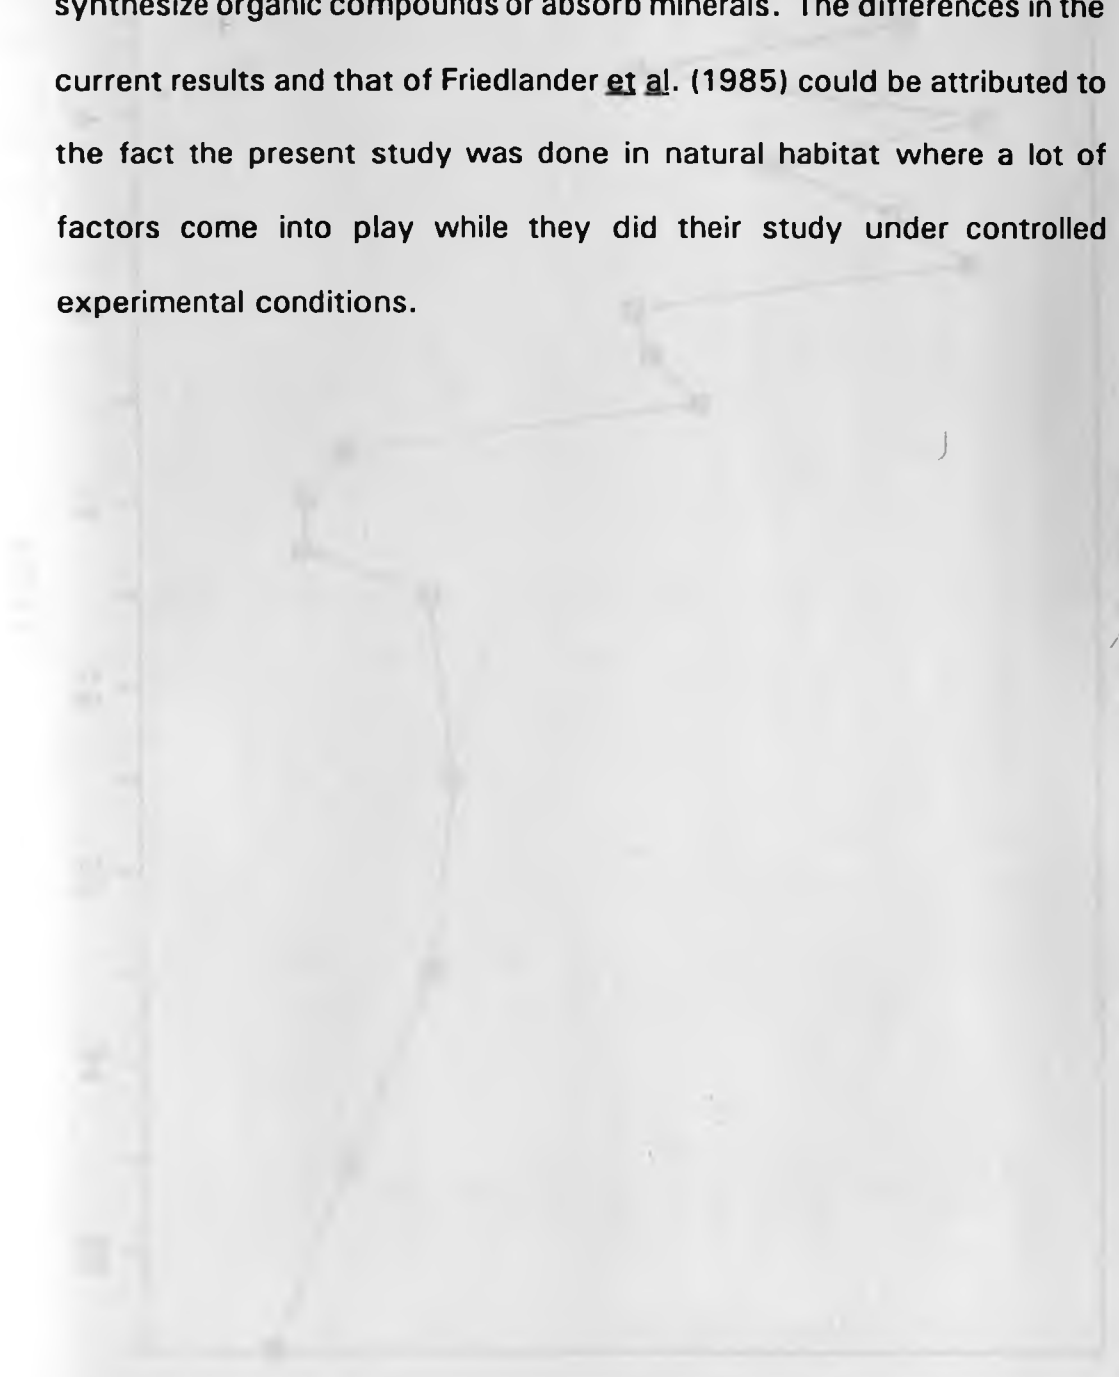 synthesize organic compounds or absorb minerals. The differences in the
current results and that of Friedlander et al. (1985) could be attributed to
the fact the present study was done in natural habitat where a lot of
factors come into play while they did their study under controlled
experimental conditions.